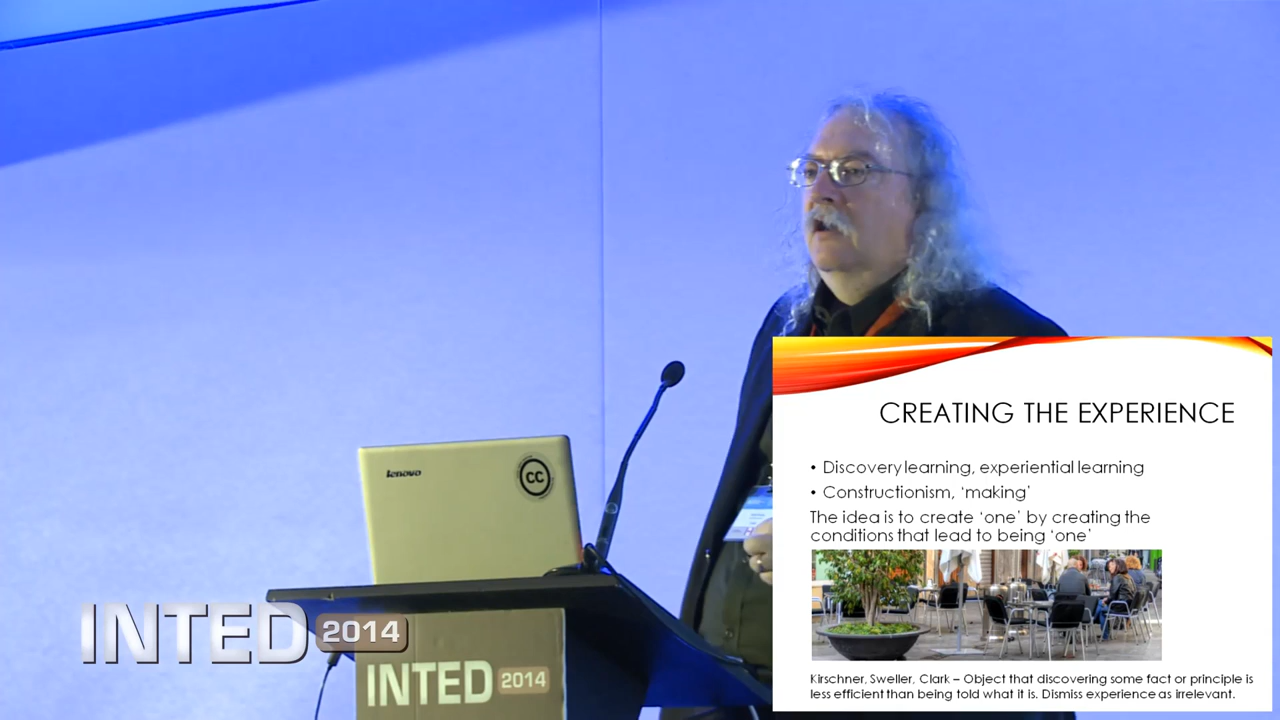 CREATING THE EXPERIENCE
• Discovery learning, experiential learning
• Constructionism, ‘making’
The idea is to create ‘one’ by creating the
conditions that lead to being ‘one’
Kirschner, Sweller, Clark – Object that discovering some fact or principle is
less efficient than being told what it is. Dismiss experience as irrelevant.
lenovo
CC
INTED 2014
INTED 2014